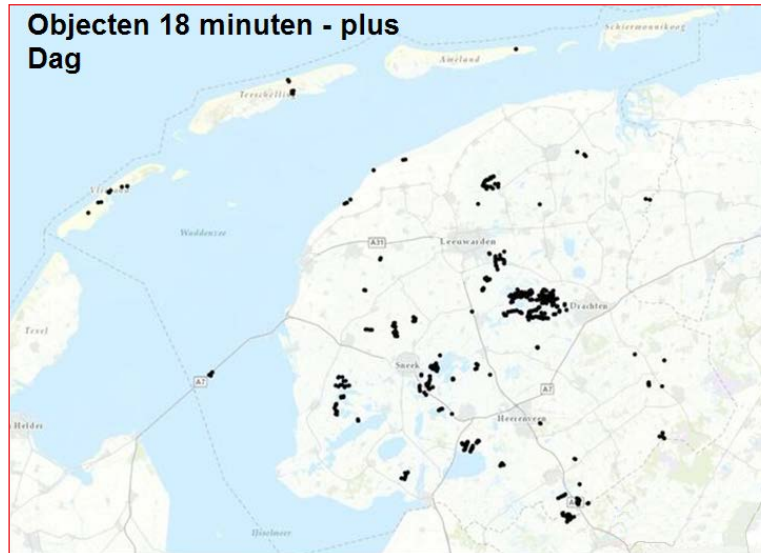 Objecten 18 minuten - plus
Dag
Schiermonnikoog
Ameland
Terschelling
Vlieland
Waddenzee
A31
Leeuwarden
Drachten
Texel
A7
Sneek
A7
Heerenveen
n Helder
IJsselmeer